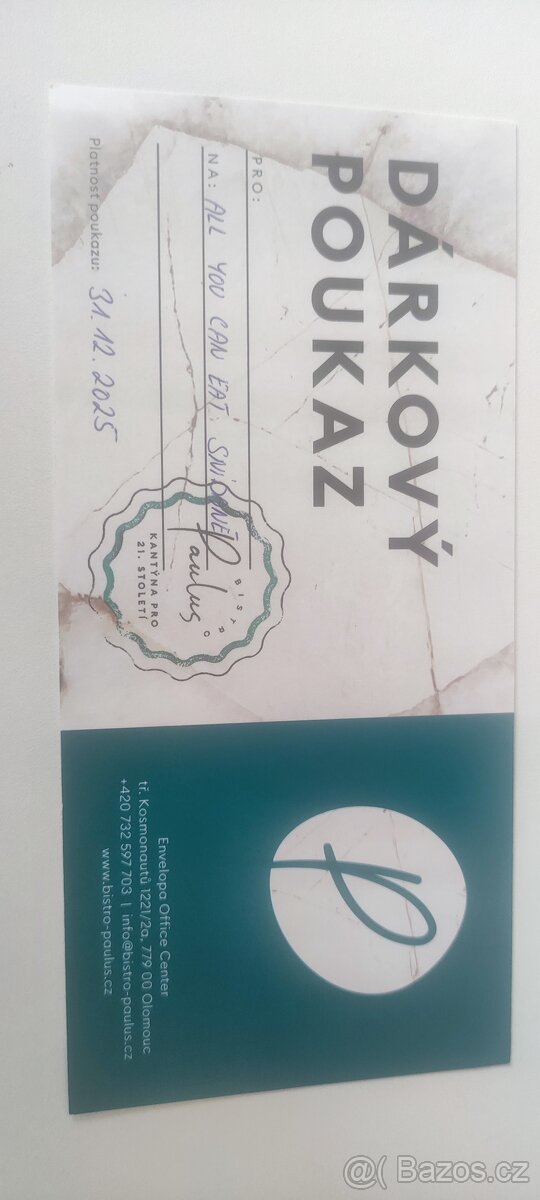 DÁRKOVÝ
POUKAZ
PRO:
NA: ALL YOU CAN EAT SNÍDANĚ
Platnost poukazu: 31.12.2025
BISTRO
Paulus
KANTÝNA PRO
21. STOLETÍ
Envelopa Office Center
tř. Kosmonautů 1221/2a, 779 00 Olomouc
+420 732 597 703 | info@bistro-paulus.cz
www.bistro-paulus.cz
@( Bazos.cz